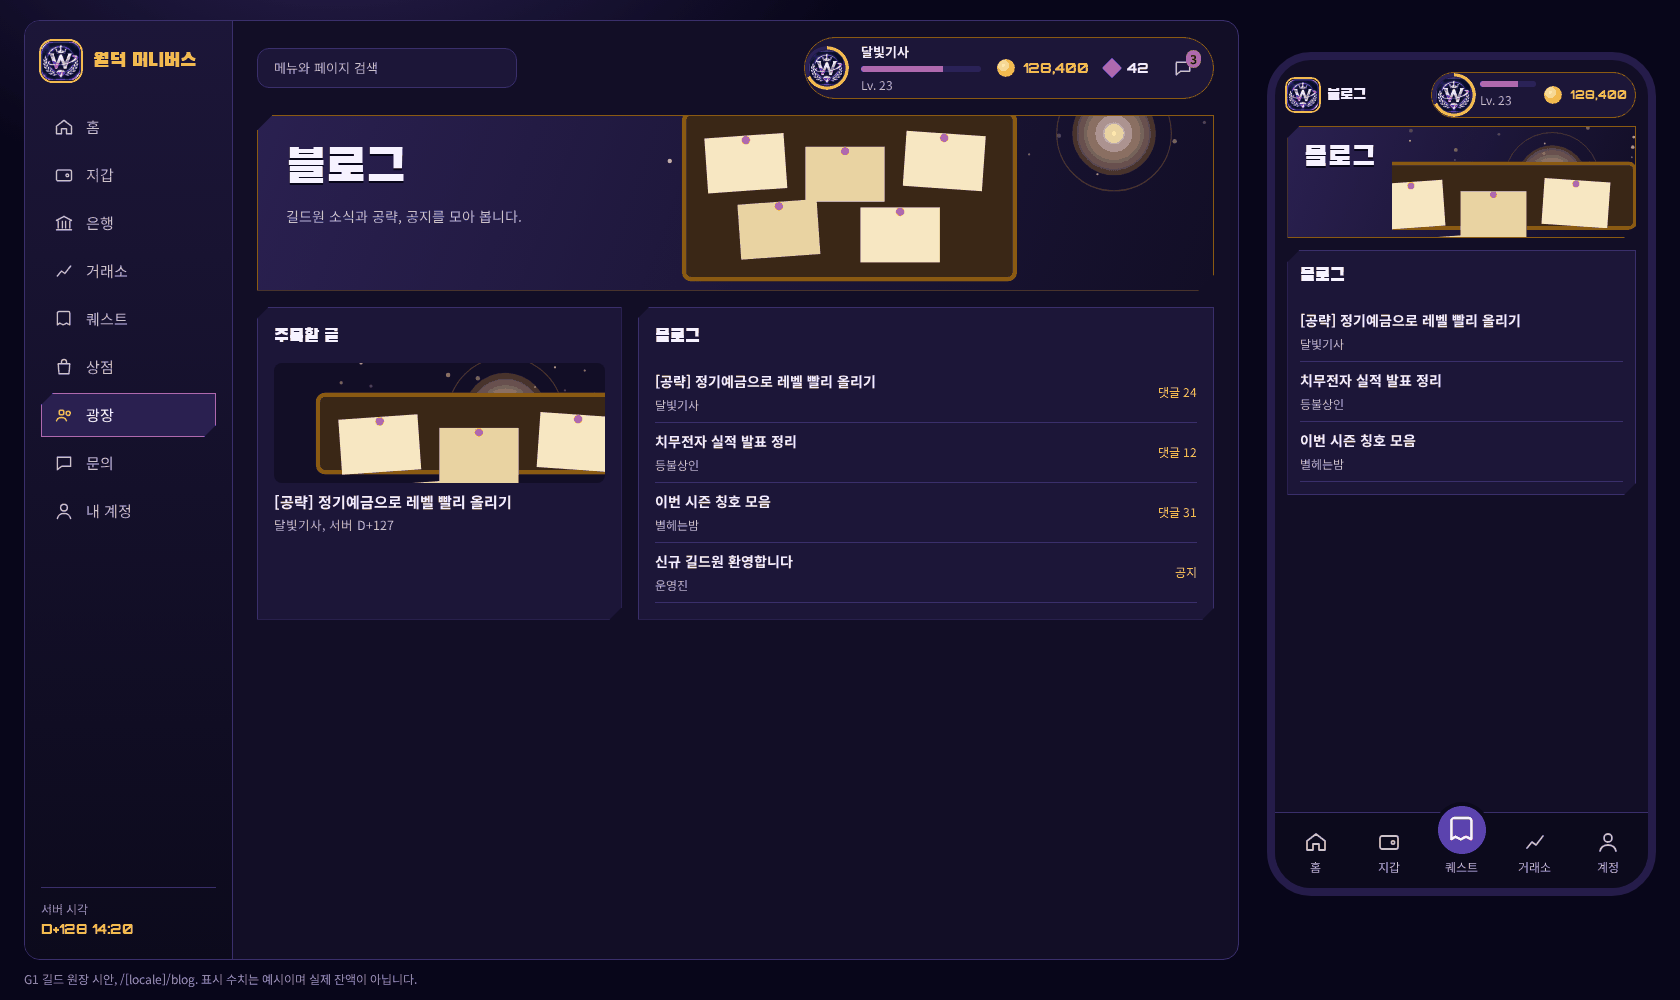 원덕 머니버스
홈
지갑
은행
거래소
퀘스트
상점
광장
문의
내 계정
서버 시각
D+128 14:20
메뉴와 페이지 검색
달빛기사
Lv. 23
128,400
42
3
블로그
길드원 소식과 공략, 공지를 모아 봅니다.
주목할 글
[공략] 정기예금으로 레벨 빨리 올리기
달빛기사, 서버 D+127
블로그
[공략] 정기예금으로 레벨 빨리 올리기
달빛기사
댓글 24
치무전자 실적 발표 정리
등불상인
댓글 12
이번 시즌 칭호 모음
별헤는밤
댓글 31
신규 길드원 환영합니다
운영진
공지
W
블로그
Lv. 23
128,400
블로그
블로그
[공략] 정기예금으로 레벨 빨리 올리기
달빛기사
치무전자 실적 발표 정리
등불상인
이번 시즌 칭호 모음
별헤는밤
홈
지갑
퀘스트
거래소
계정
G1 길드 원장 시안, /[locale]/blog. 표시 수치는 예시이며 실제 잔액이 아닙니다.